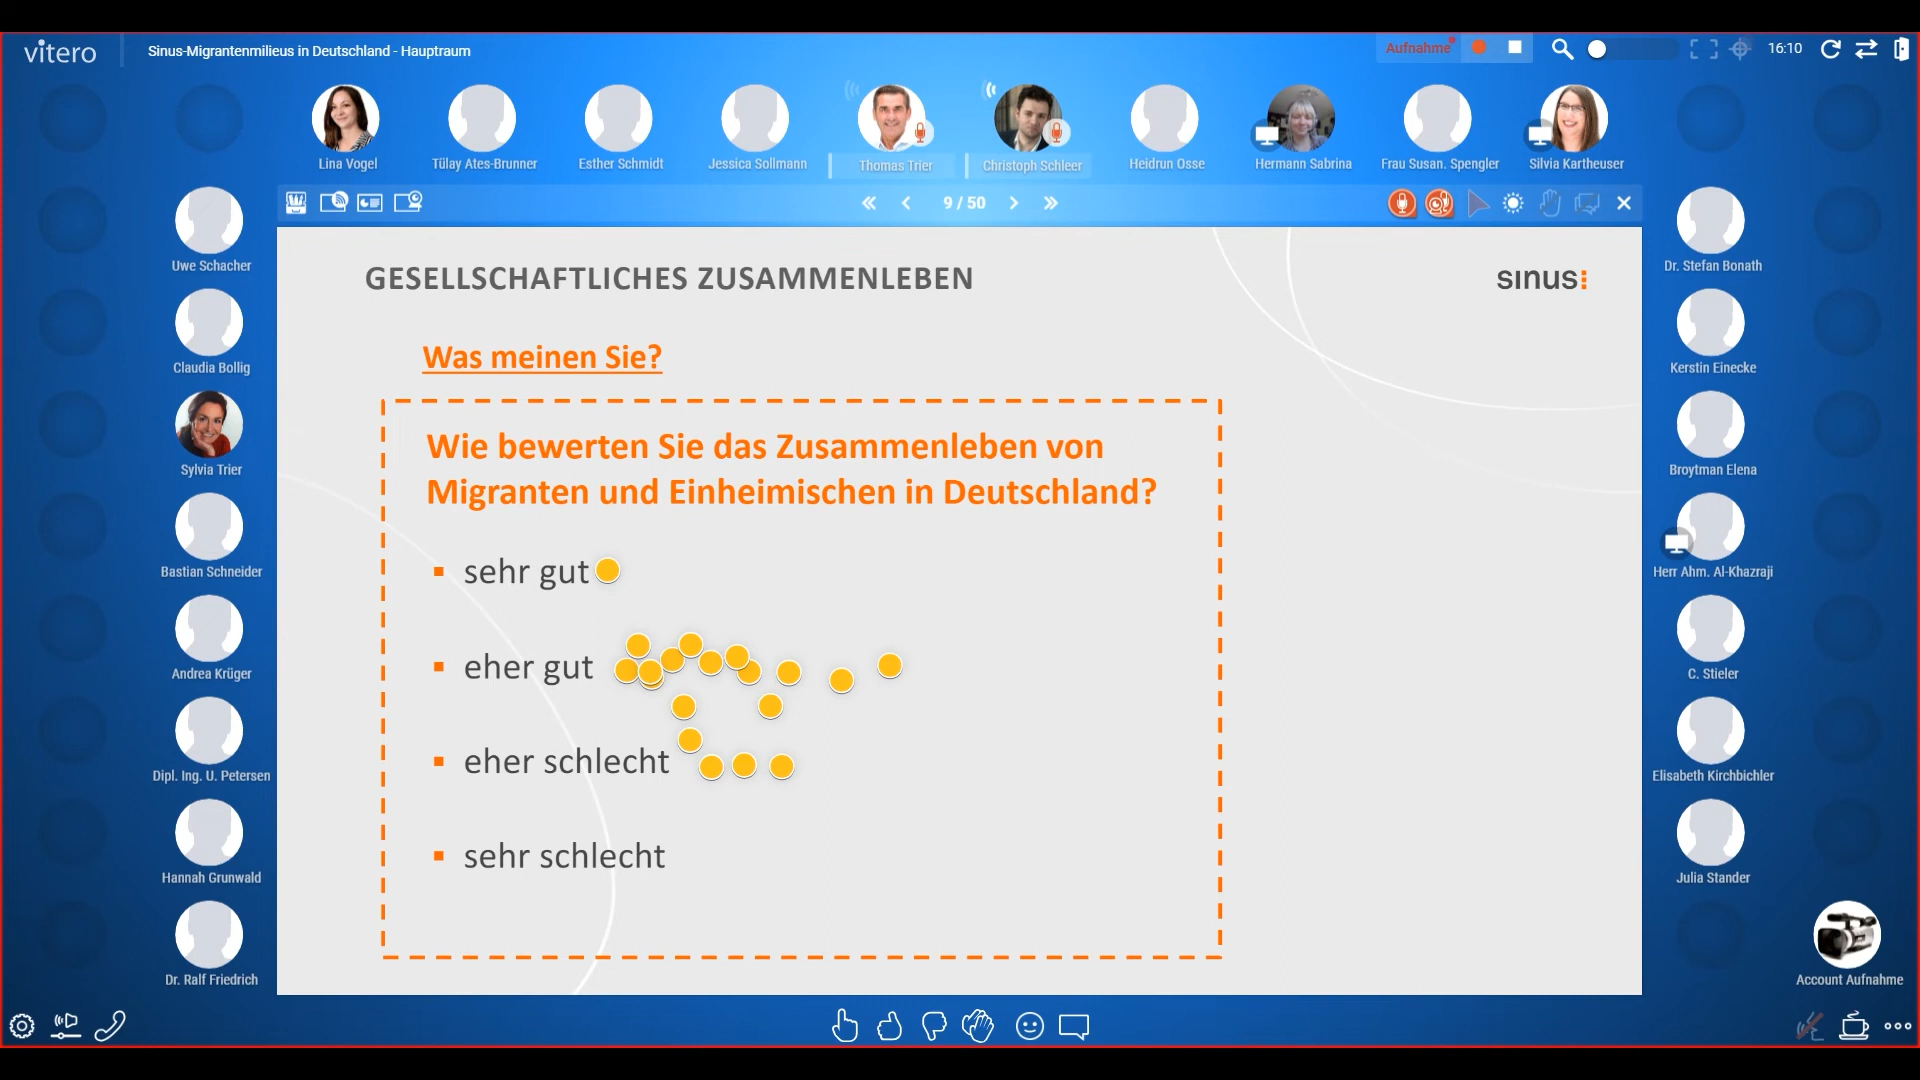 vitero
Sinus-Migrantenmilieus in Deutschland - Hauptraum
Aufnahme
16:10
Lina Vogel
Tülay Ates-Brunner
Esther Schmidt
Jessica Sollmann
Thomas Trier
Christoph Schleer
Heidrun Osse
Hermann Sabrina
Frau Susan. Spengler
Silvia Kartheuser
9 / 50
Uwe Schacher
Claudia Bollig
Sylvia Trier
Bastian Schneider
Andrea Krüger
Dipl. Ing. U. Petersen
Hannah Grunwald
Dr. Ralf Friedrich
GESELLSCHAFTLICHES ZUSAMMENLEBEN
sınus
Was meinen Sie?
Wie bewerten Sie das Zusammenleben von
Migranten und Einheimischen in Deutschland?
▪ sehr gut
▪ eher gut
▪ eher schlecht
▪ sehr schlecht
Dr. Stefan Bonath
Kerstin Einecke
Broytman Elena
Herr Ahm. Al-Khazraji
C. Stieler
Elisabeth Kirchbichler
Julia Stander
Account Aufnahme